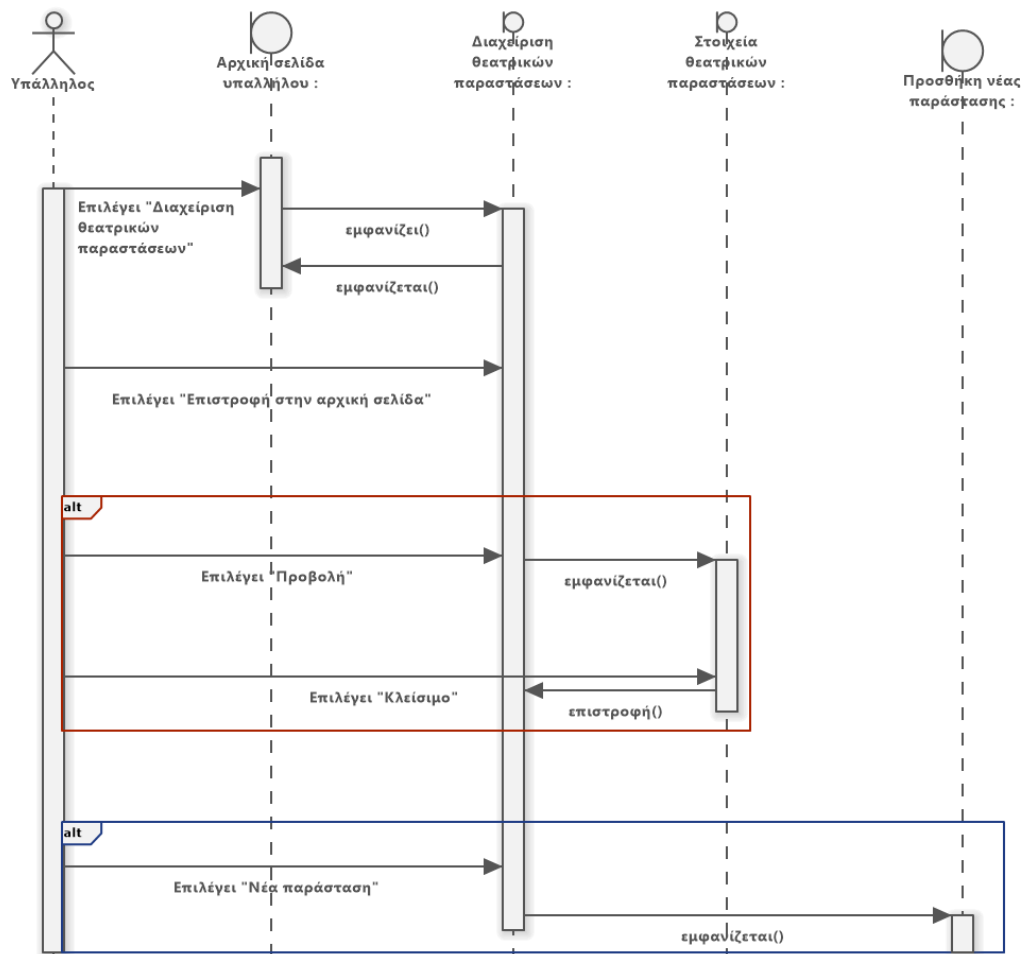 Υπάλληλος
Αρχική σελίδα
υπαλλήλου :
Διαχείριση
θεατρικών
παραστάσεων :
Στοιχεία
θεατρικών
παραστάσεων :
Προσθήκη νέας
παράστασης :
Επιλέγει "Διαχείριση
θεατρικών
παραστάσεων"
εμφανίζει()
εμφανίζεται()
Επιλέγει "Επιστροφή στην αρχική σελίδα"
alt
Επιλέγει "Προβολή"
εμφανίζεται()
Επιλέγει "Κλείσιμο"
επιστροφή()
alt
Επιλέγει "Νέα παράσταση"
εμφανίζεται()